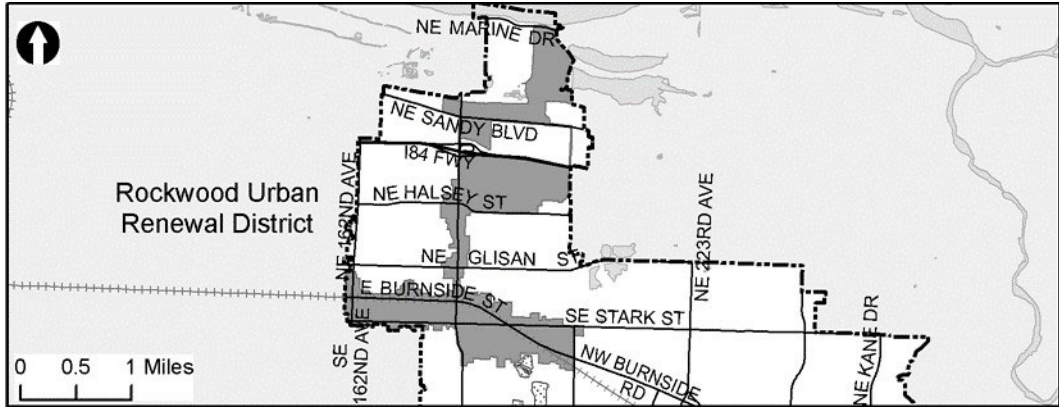 NE MARINE DR
NE SANDY BLVD
I84 FWY
NE 162ND AVE
Rockwood Urban
Renewal District
NE HALSEY ST
NE 223RD AVE
NE GLISAN ST
E BURNSIDE ST
SE STARK ST
NW BURNSIDE
RD
SE
162ND AVE
NE KANE DR
0 0.5 1 Miles